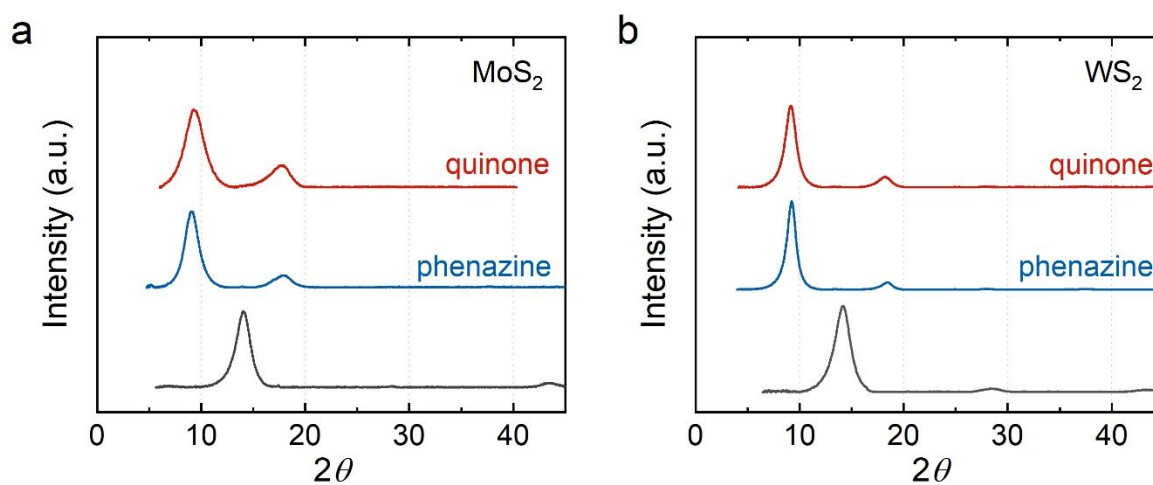 a
MoS₂
quinone
phenazine
Intensity (a.u.)
0 10 20 30 40
2θ
b
WS₂
quinone
phenazine
Intensity (a.u.)
0 10 20 30 40
2θ